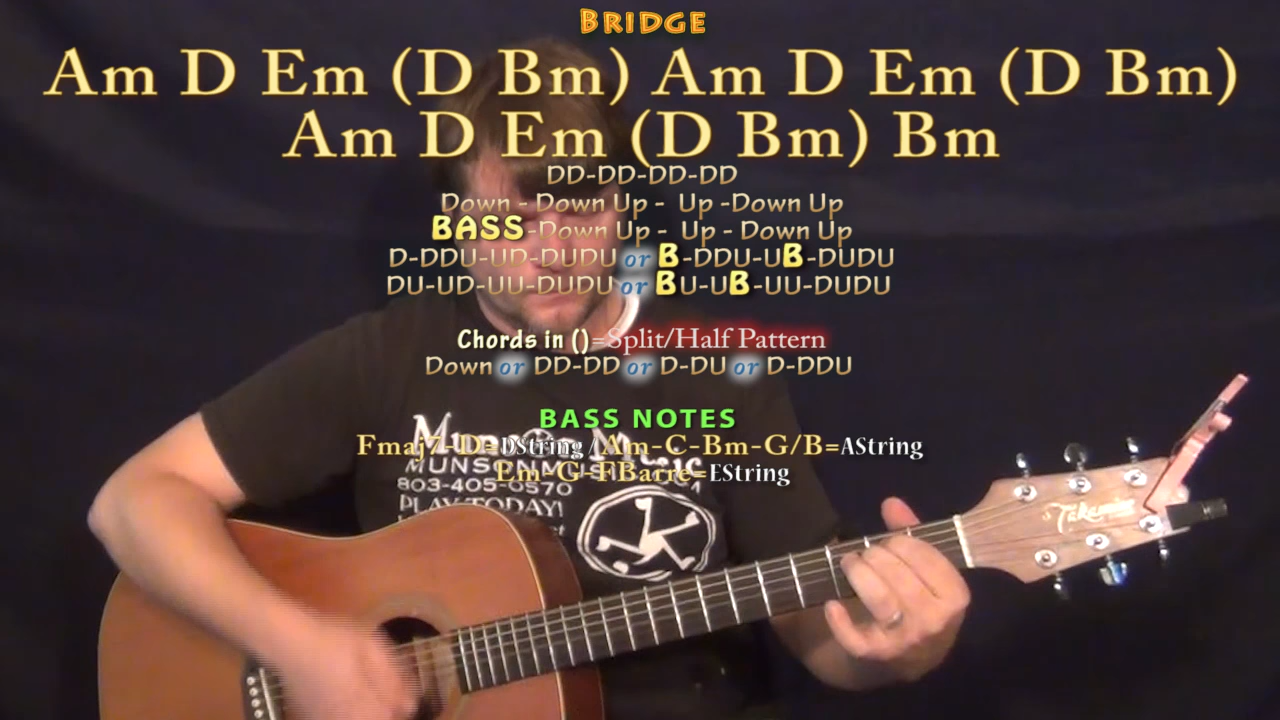 BRIDGE
Am D Em (D Bm) Am D Em (D Bm)
Am D Em (D Bm) Bm
DD-DD-DD-DD
Down - Down Up - Up -Down Up
BASS-Down Up - Up - Down Up
D-DDU-UD-DUDU or B-DDU-UB-DUDU
DU-UD-UU-DUDU or BU-UB-UU-DUDU
Chords in ()=Split/Half Pattern
Down or DD-DD or D-DU or D-DDU
BASS NOTES
Fmaj7-D=DString / Am-C-Bm-G/B=AString
Em-G-FBarre=EString
MUNSONMUSIC
803-405-0570
PLAY TODAY!
Takamine